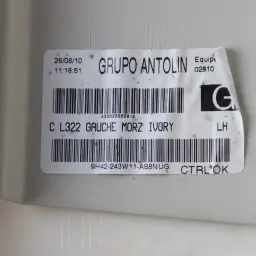 26/08/10 GRUPO ANTOLIN Equipe
11:16:51 02810
G
C L322 GAUCHE MORZ IVORY LH
9H42-243W11-AB8NUG
CTRL*OK